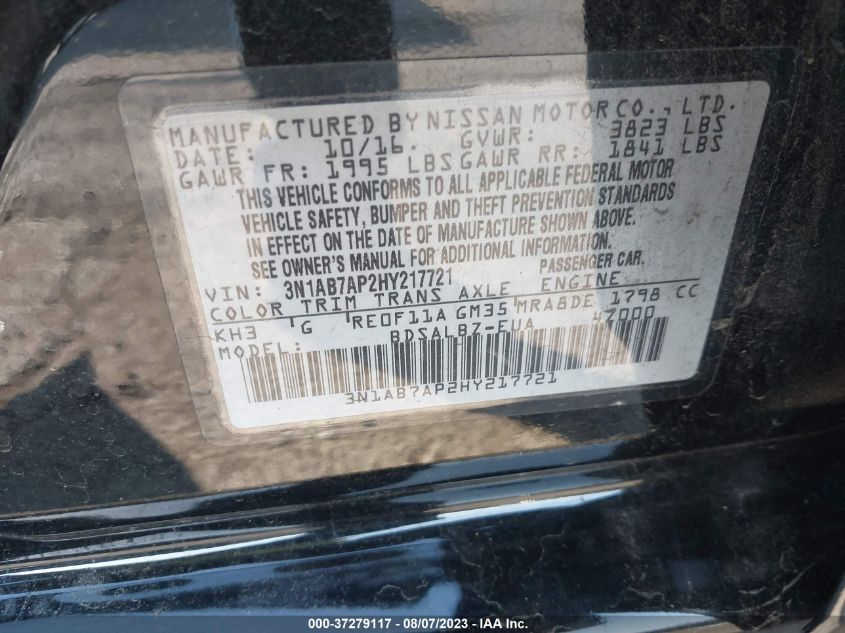 MANUFACTURED BY NISSAN MOTOR CO., LTD.
DATE: 10/16. GVWR: 3823 LBS
GAWR FR: 1995 LBS GAWR RR: 1841 LBS
THIS VEHICLE CONFORMS TO ALL APPLICABLE FEDERAL MOTOR
VEHICLE SAFETY, BUMPER AND THEFT PREVENTION STANDARDS
IN EFFECT ON THE DATE OF MANUFACTURE SHOWN ABOVE.
SEE OWNER'S MANUAL FOR ADDITIONAL INFORMATION.
VIN: 3N1AB7AP2HY217721 PASSENGER CAR.
COLOR TRIM TRANS AXLE ENGINE
KH3 G RE0F11A GM35 MRA8DE 1798 CC
MODEL: BDSALBZ-EUA 47000
3N1AB7AP2HY217721
000-37279117 - 08/07/2023 - IAA Inc.